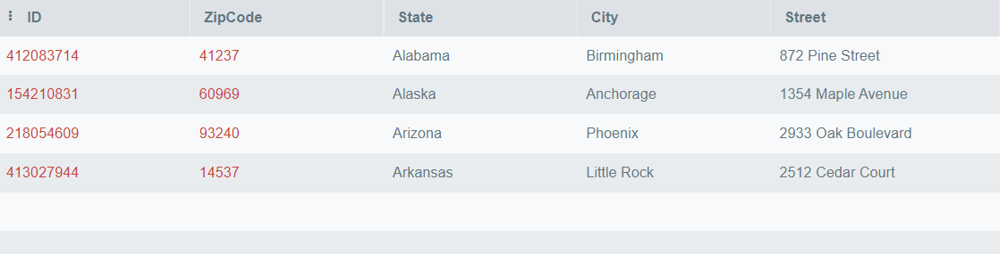 ID ZipCode State City Street
412083714 41237 Alabama Birmingham 872 Pine Street
154210831 60969 Alaska Anchorage 1354 Maple Avenue
218054609 93240 Arizona Phoenix 2933 Oak Boulevard
413027944 14537 Arkansas Little Rock 2512 Cedar Court